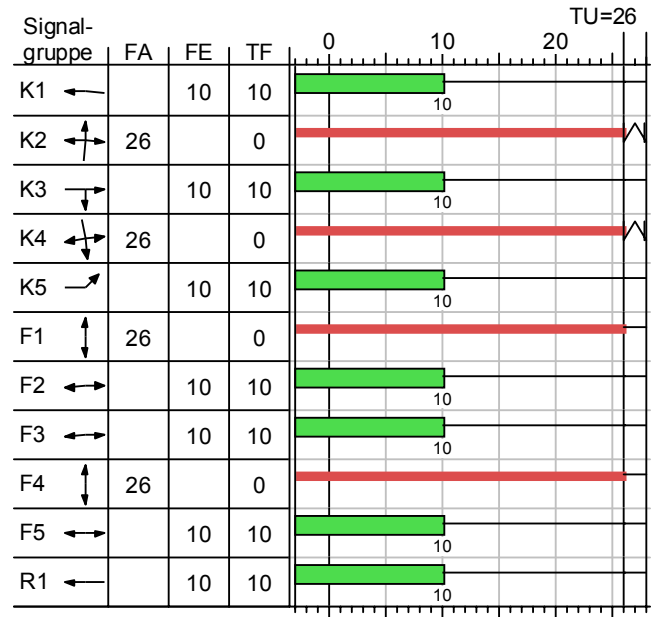 TU=26
Signal-
gruppe FA FE TF 0 10 20
K1 10 10
10
K2 26 0
K3 10 10
10
K4 26 0
K5 10 10
10
F1 26 0
F2 10 10
10
F3 10 10
10
F4 26 0
F5 10 10
10
R1 10 10
10